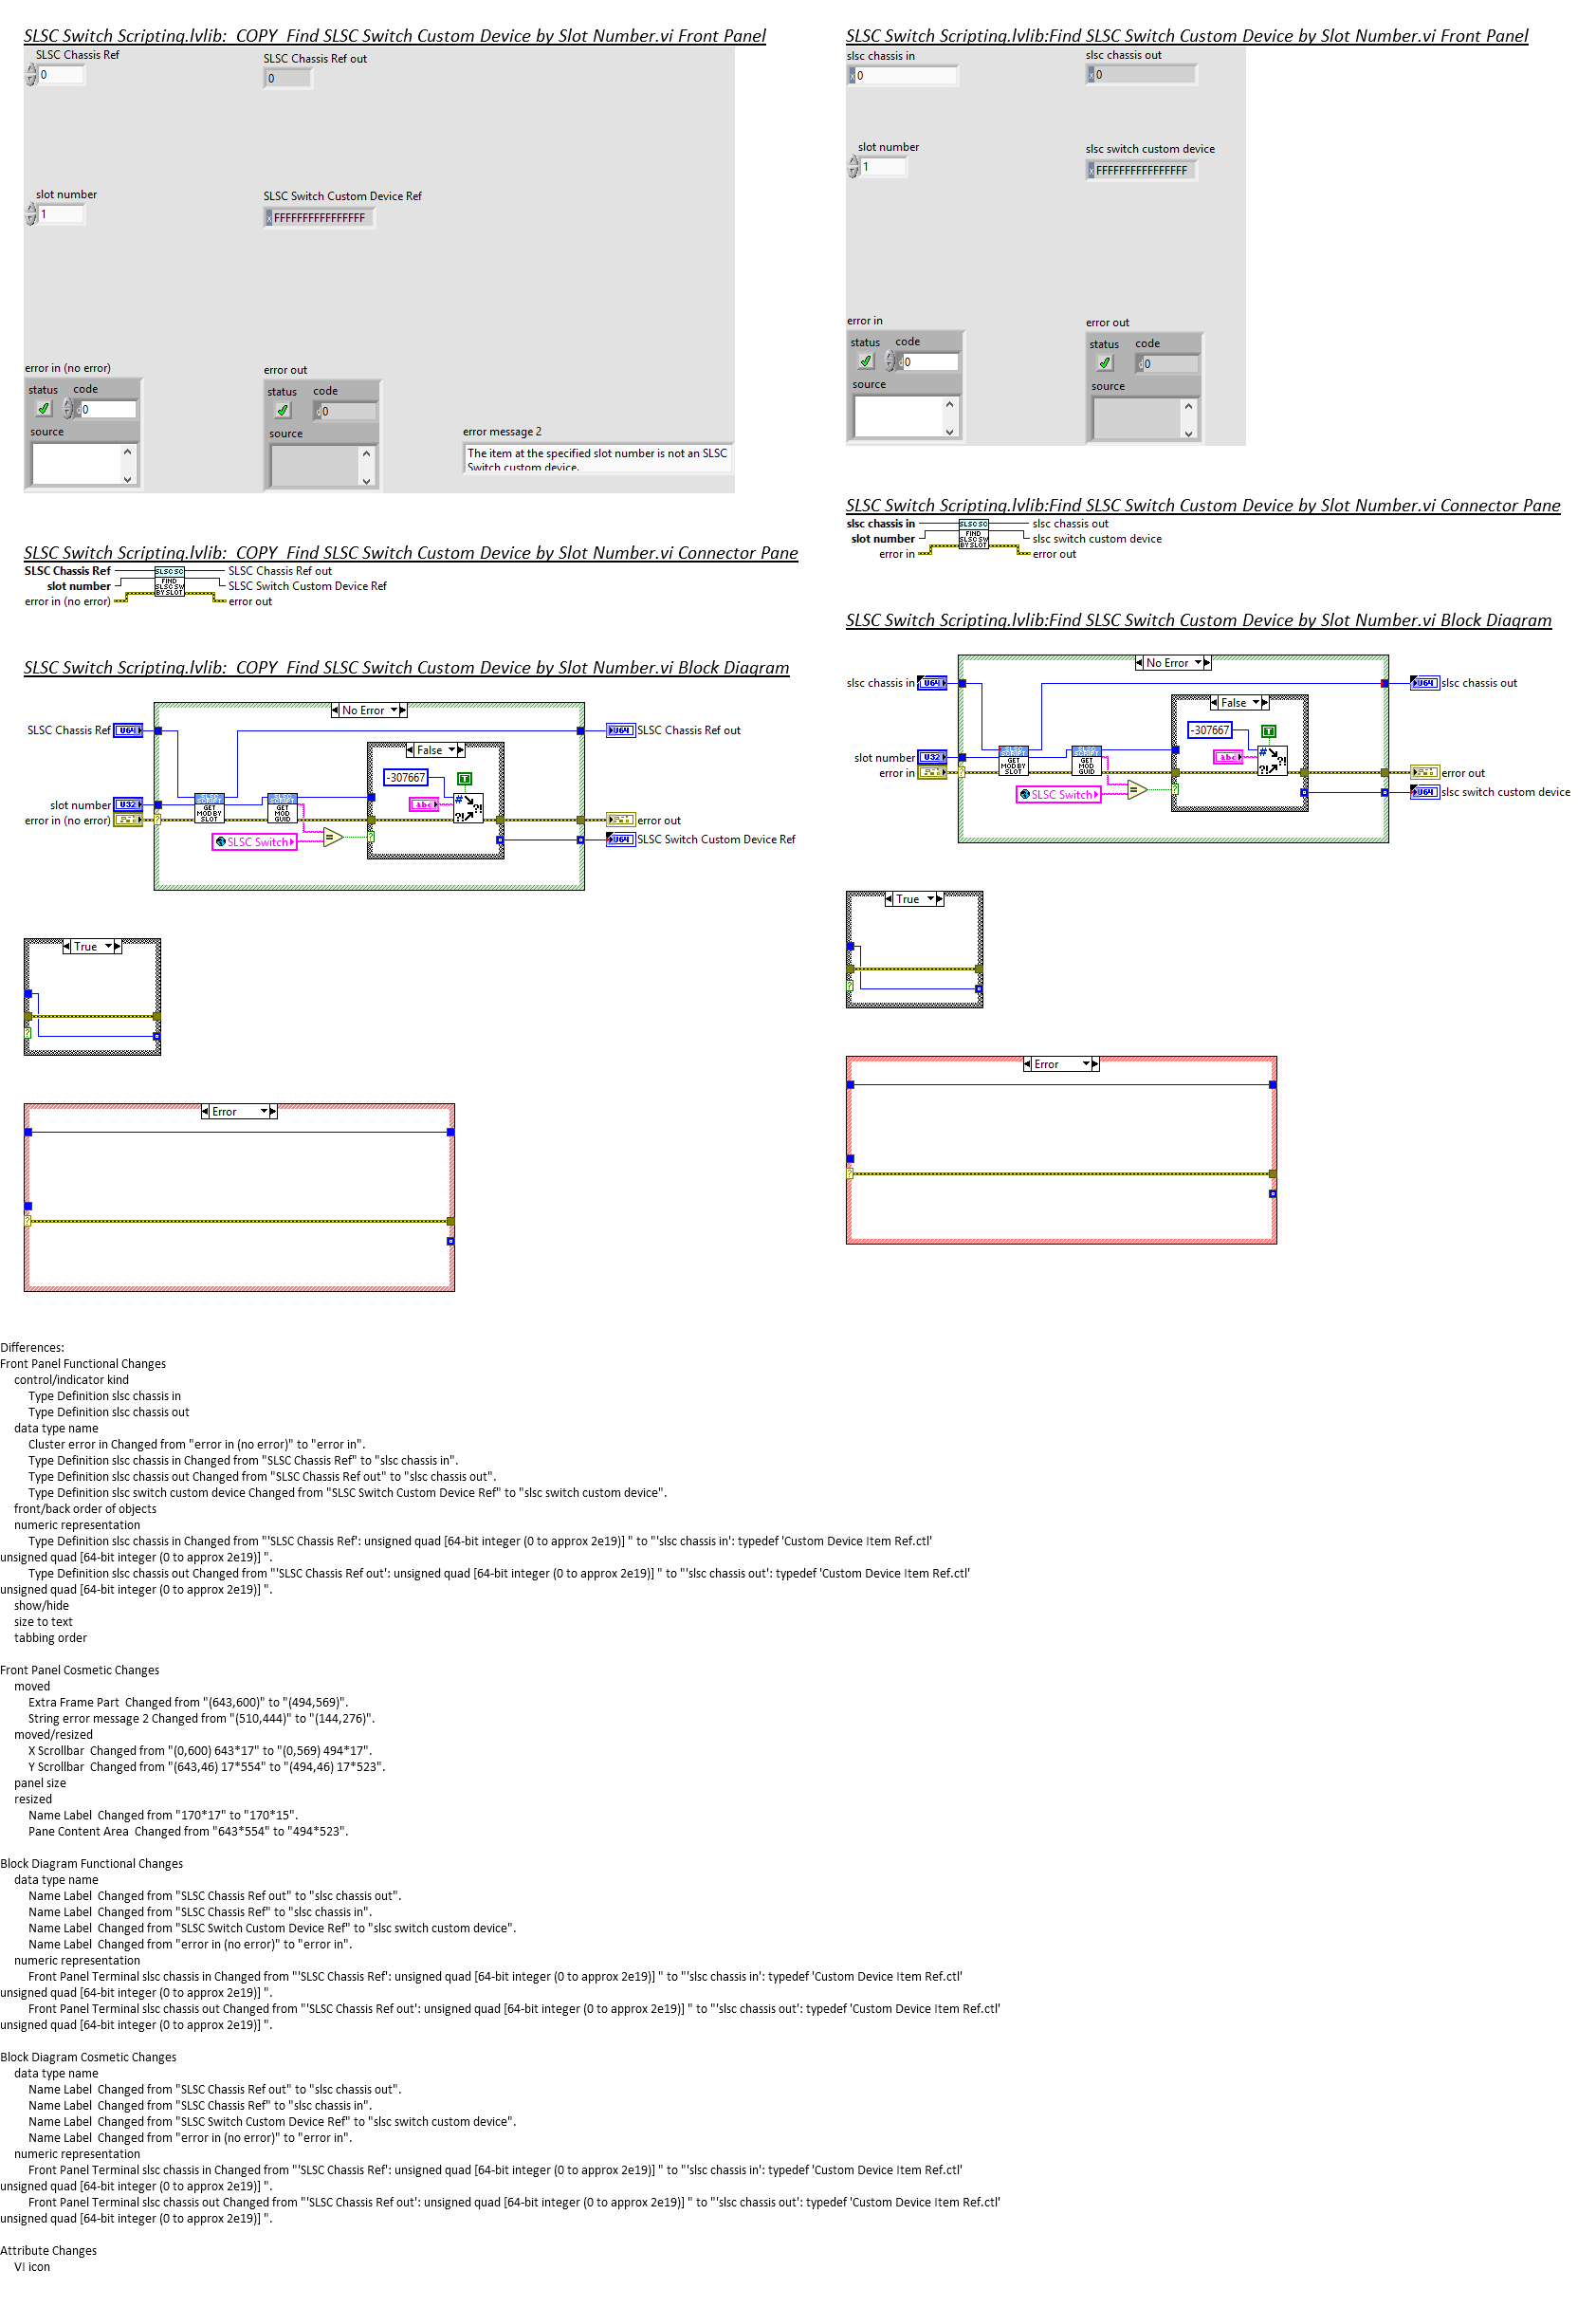 SLSC Switch Scripting.lvlib:  COPY  Find SLSC Switch Custom Device by Slot Number.vi Front Panel
SLSC Chassis Ref
0
SLSC Chassis Ref out
0
slot number
1
SLSC Switch Custom Device Ref
x FFFFFFFFFFFFFFFF
error in (no error)
status
code
d 0
source
error out
status
code
d 0
source
error message 2
The item at the specified slot number is not an SLSC
Switch custom device.
SLSC Switch Scripting.lvlib:  COPY  Find SLSC Switch Custom Device by Slot Number.vi Connector Pane
SLSC Chassis Ref
slot number
error in (no error)
SLSC SC
FIND
SLSC SW
BY SLOT
SLSC Chassis Ref out
SLSC Switch Custom Device Ref
error out
SLSC Switch Scripting.lvlib:  COPY  Find SLSC Switch Custom Device by Slot Number.vi Block Diagram
No Error
SLSC Chassis Ref
U64
U64
SLSC Chassis Ref out
False
-307667
T
abc
#
?!
?!
slot number
U32
error in (no error)
SLSC
SCRIPT
GET
MOD BY
SLOT
SLSC
SCRIPT
GET
MOD
GUID
SLSC Switch
=
?
?
error out
U64
SLSC Switch Custom Device Ref
True
?
Error
?
SLSC Switch Scripting.lvlib:Find SLSC Switch Custom Device by Slot Number.vi Front Panel
slsc chassis in
x 0
slsc chassis out
x 0
slot number
1
slsc switch custom device
x FFFFFFFFFFFFFFFF
error in
status
code
d 0
source
error out
status
code
d 0
source
SLSC Switch Scripting.lvlib:Find SLSC Switch Custom Device by Slot Number.vi Connector Pane
slsc chassis in
slot number
error in
SLSC SC
FIND
SLSC SW
BY SLOT
slsc chassis out
slsc switch custom device
error out
SLSC Switch Scripting.lvlib:Find SLSC Switch Custom Device by Slot Number.vi Block Diagram
No Error
slsc chassis in
U64
U64
slsc chassis out
False
-307667
T
abc
#
?!
?!
slot number
U32
error in
SLSC
SCRIPT
GET
MOD BY
SLOT
SLSC
SCRIPT
GET
MOD
GUID
SLSC Switch
=
?
?
error out
U64
slsc switch custom device
True
?
Error
?
Differences:
Front Panel Functional Changes
control/indicator kind
Type Definition slsc chassis in
Type Definition slsc chassis out
data type name
Cluster error in Changed from "error in (no error)" to "error in".
Type Definition slsc chassis in Changed from "SLSC Chassis Ref" to "slsc chassis in".
Type Definition slsc chassis out Changed from "SLSC Chassis Ref out" to "slsc chassis out".
Type Definition slsc switch custom device Changed from "SLSC Switch Custom Device Ref" to "slsc switch custom device".
front/back order of objects
numeric representation
Type Definition slsc chassis in Changed from "'SLSC Chassis Ref': unsigned quad [64-bit integer (0 to approx 2e19)] " to "'slsc chassis in': typedef 'Custom Device Item Ref.ctl'
unsigned quad [64-bit integer (0 to approx 2e19)] ".
Type Definition slsc chassis out Changed from "'SLSC Chassis Ref out': unsigned quad [64-bit integer (0 to approx 2e19)] " to "'slsc chassis out': typedef 'Custom Device Item Ref.ctl'
unsigned quad [64-bit integer (0 to approx 2e19)] ".
show/hide
size to text
tabbing order
Front Panel Cosmetic Changes
moved
Extra Frame Part  Changed from "(643,600)" to "(494,569)".
String error message 2 Changed from "(510,444)" to "(144,276)".
moved/resized
X Scrollbar  Changed from "(0,600) 643*17" to "(0,569) 494*17".
Y Scrollbar  Changed from "(643,46) 17*554" to "(494,46) 17*523".
panel size
resized
Name Label  Changed from "170*17" to "170*15".
Pane Content Area  Changed from "643*554" to "494*523".
Block Diagram Functional Changes
data type name
Name Label  Changed from "SLSC Chassis Ref out" to "slsc chassis out".
Name Label  Changed from "SLSC Chassis Ref" to "slsc chassis in".
Name Label  Changed from "SLSC Switch Custom Device Ref" to "slsc switch custom device".
Name Label  Changed from "error in (no error)" to "error in".
numeric representation
Front Panel Terminal slsc chassis in Changed from "'SLSC Chassis Ref': unsigned quad [64-bit integer (0 to approx 2e19)] " to "'slsc chassis in': typedef 'Custom Device Item Ref.ctl'
unsigned quad [64-bit integer (0 to approx 2e19)] ".
Front Panel Terminal slsc chassis out Changed from "'SLSC Chassis Ref out': unsigned quad [64-bit integer (0 to approx 2e19)] " to "'slsc chassis out': typedef 'Custom Device Item Ref.ctl'
unsigned quad [64-bit integer (0 to approx 2e19)] ".
Block Diagram Cosmetic Changes
data type name
Name Label  Changed from "SLSC Chassis Ref out" to "slsc chassis out".
Name Label  Changed from "SLSC Chassis Ref" to "slsc chassis in".
Name Label  Changed from "SLSC Switch Custom Device Ref" to "slsc switch custom device".
Name Label  Changed from "error in (no error)" to "error in".
numeric representation
Front Panel Terminal slsc chassis in Changed from "'SLSC Chassis Ref': unsigned quad [64-bit integer (0 to approx 2e19)] " to "'slsc chassis in': typedef 'Custom Device Item Ref.ctl'
unsigned quad [64-bit integer (0 to approx 2e19)] ".
Front Panel Terminal slsc chassis out Changed from "'SLSC Chassis Ref out': unsigned quad [64-bit integer (0 to approx 2e19)] " to "'slsc chassis out': typedef 'Custom Device Item Ref.ctl'
unsigned quad [64-bit integer (0 to approx 2e19)] ".
Attribute Changes
VI icon